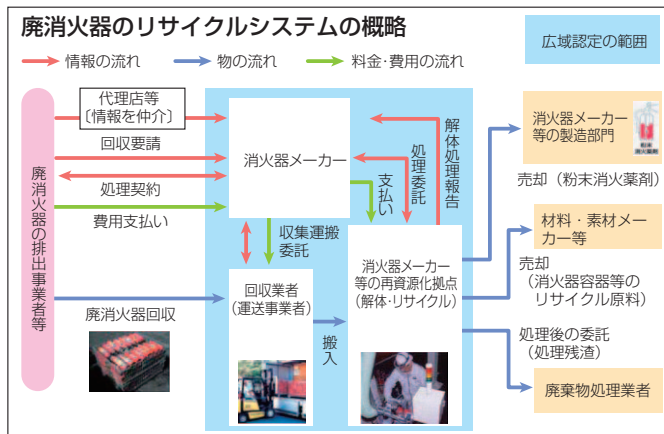 廃消火器のリサイクルシステムの概略
広域認定の範囲
情報の流れ
物の流れ
料金・費用の流れ
廃消火器の排出事業者等
代理店等
〔情報を仲介〕
回収要請
処理契約
費用支払い
廃消火器回収
消火器メーカー
収集運搬
委託
支払い
処理委託
解体処理報告
回収業者
(運送事業者)
搬入
消火器メーカー
等の再資源化拠点
(解体・リサイクル)
消火器メーカー
等の製造部門
粉末
消火薬剤
売却(粉末消火薬剤)
材料・素材メー
カー等
売却
(消火器容器等の
リサイクル原料)
処理後の委託
(処理残渣)
廃棄物処理業者